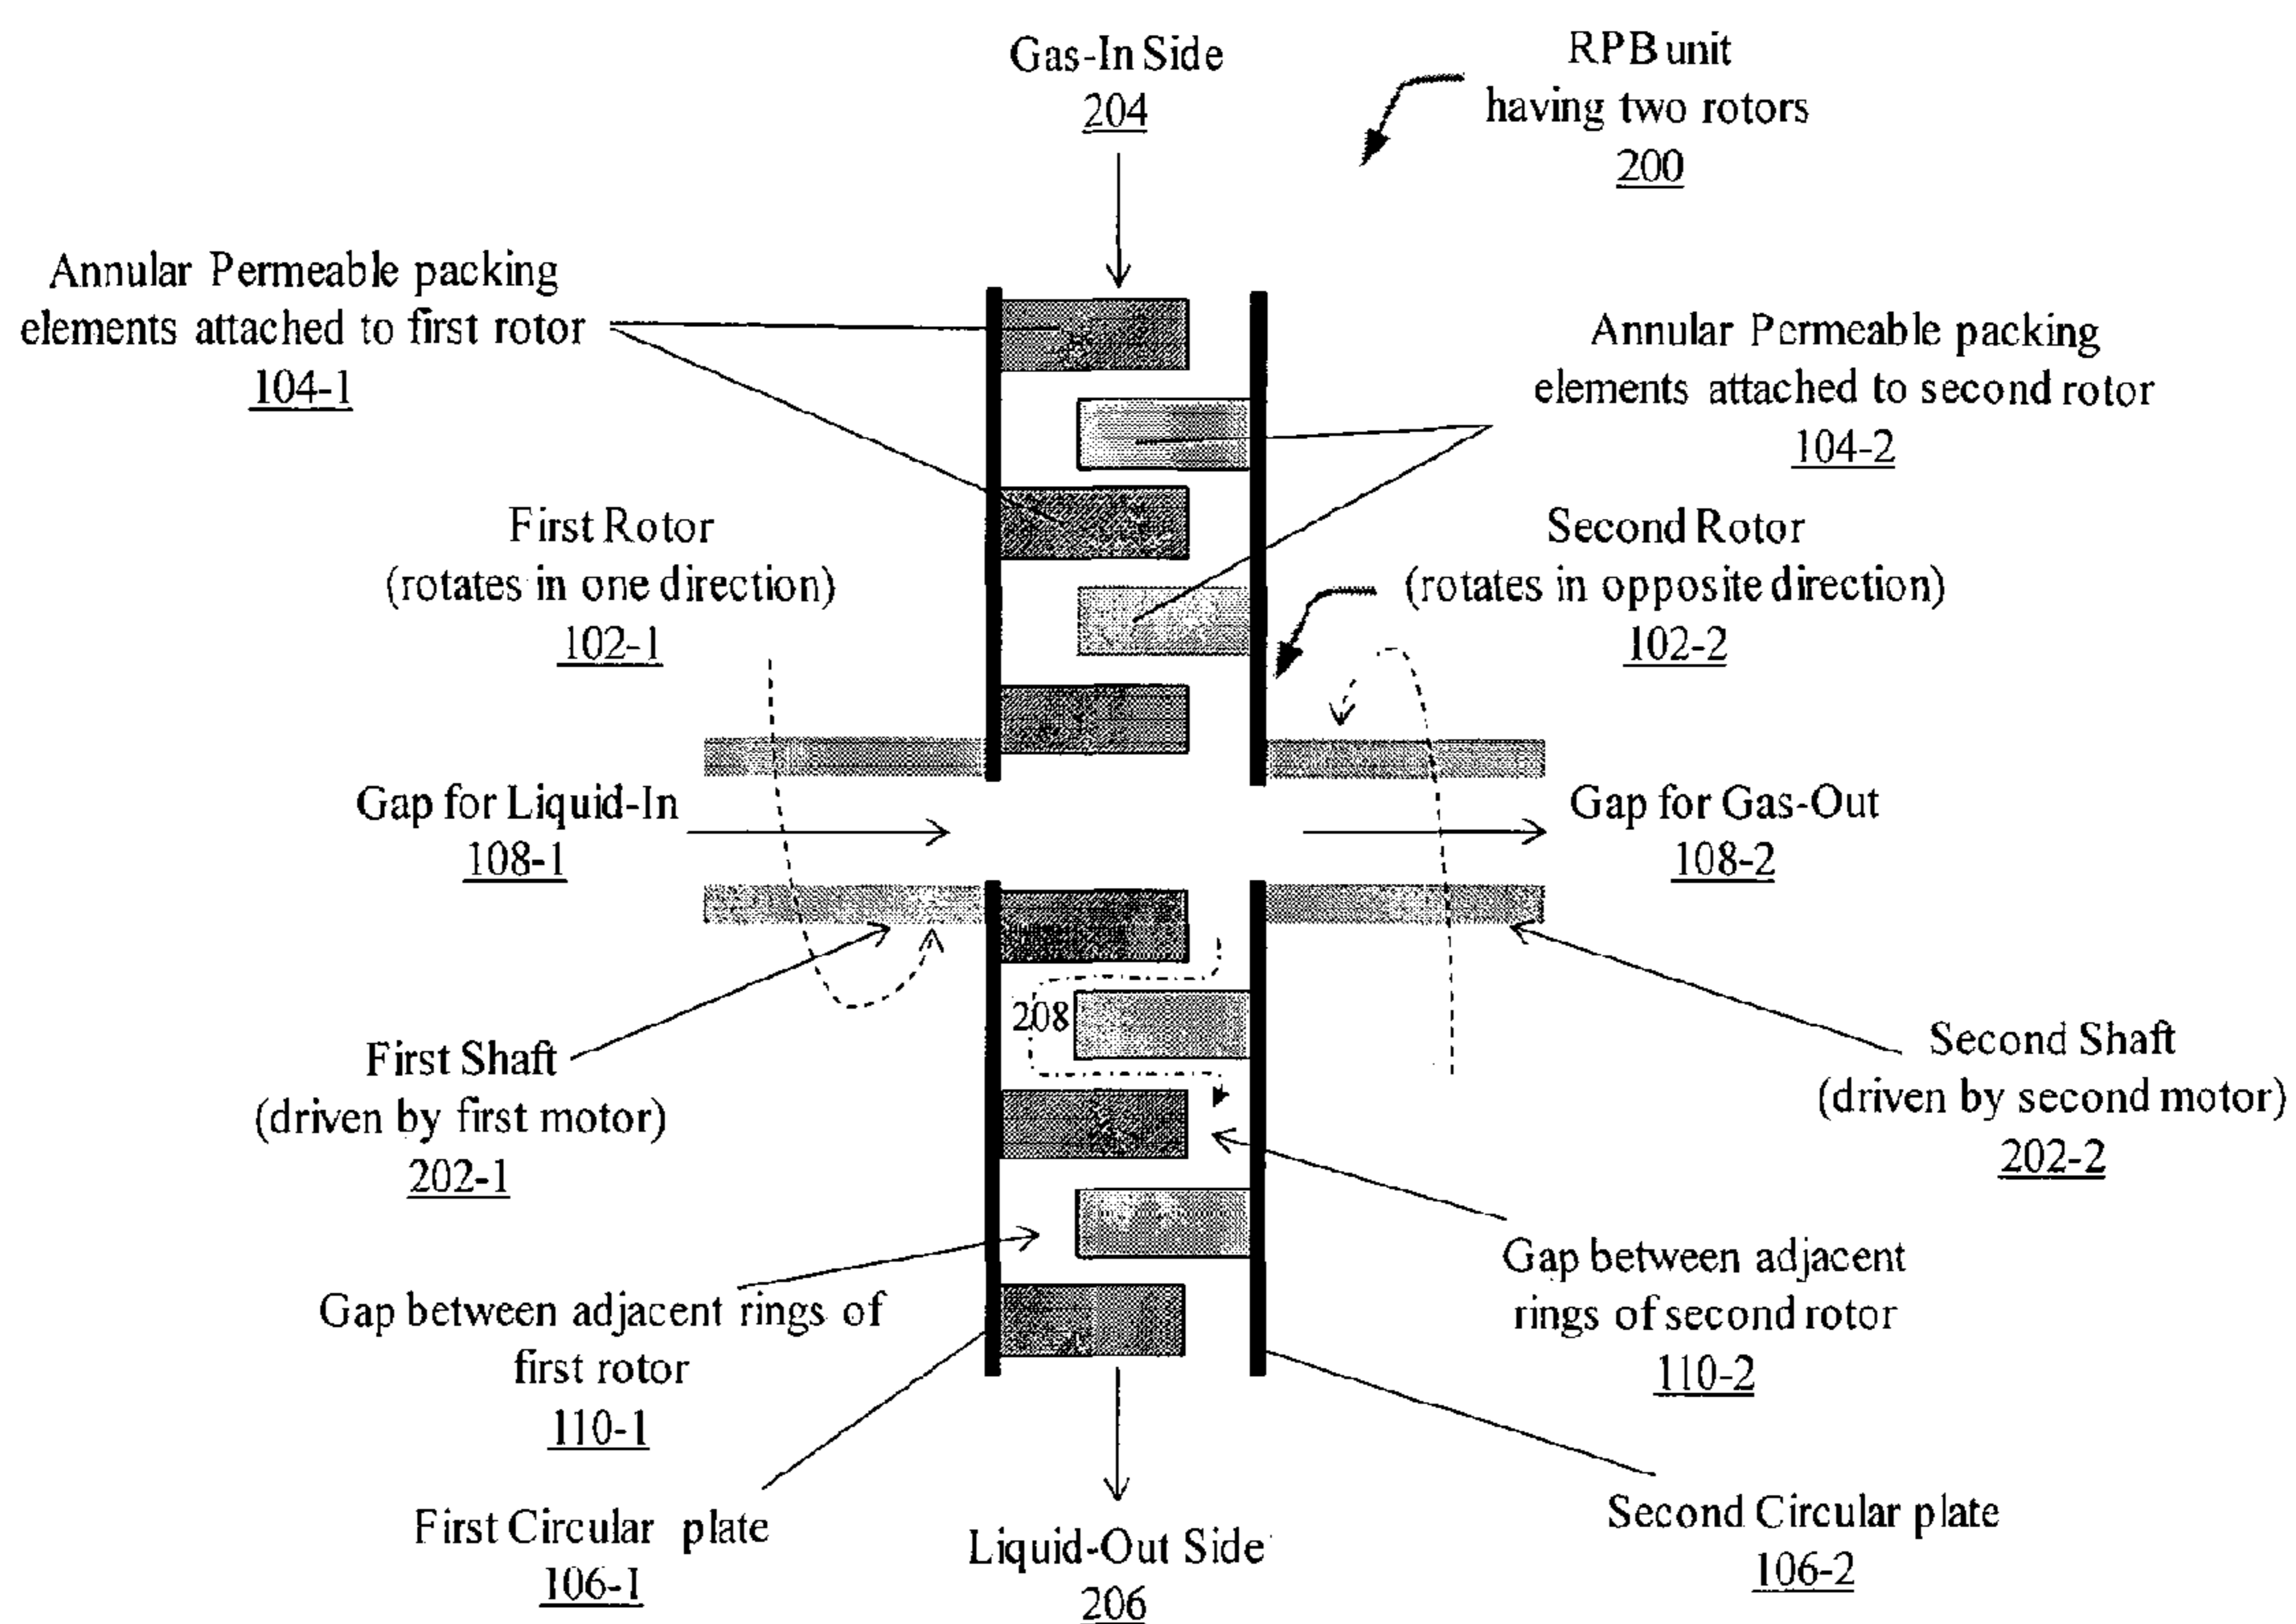 Gas-In Side
204
RPB unit
having two rotors
200
Annular Permeable packing
elements attached to first rotor
104-1
Annular Permeable packing
elements attached to second rotor
104-2
First Rotor
(rotates in one direction)
102-1
Second Rotor
(rotates in opposite direction)
102-2
Gap for Liquid-In
108-1
Gap for Gas-Out
108-2
208
First Shaft
(driven by first motor)
202-1
Second Shaft
(driven by second motor)
202-2
Gap between adjacent rings of
first rotor
110-1
Gap between adjacent
rings of second rotor
110-2
First Circular plate
106-1
Liquid-Out Side
206
Second Circular plate
106-2